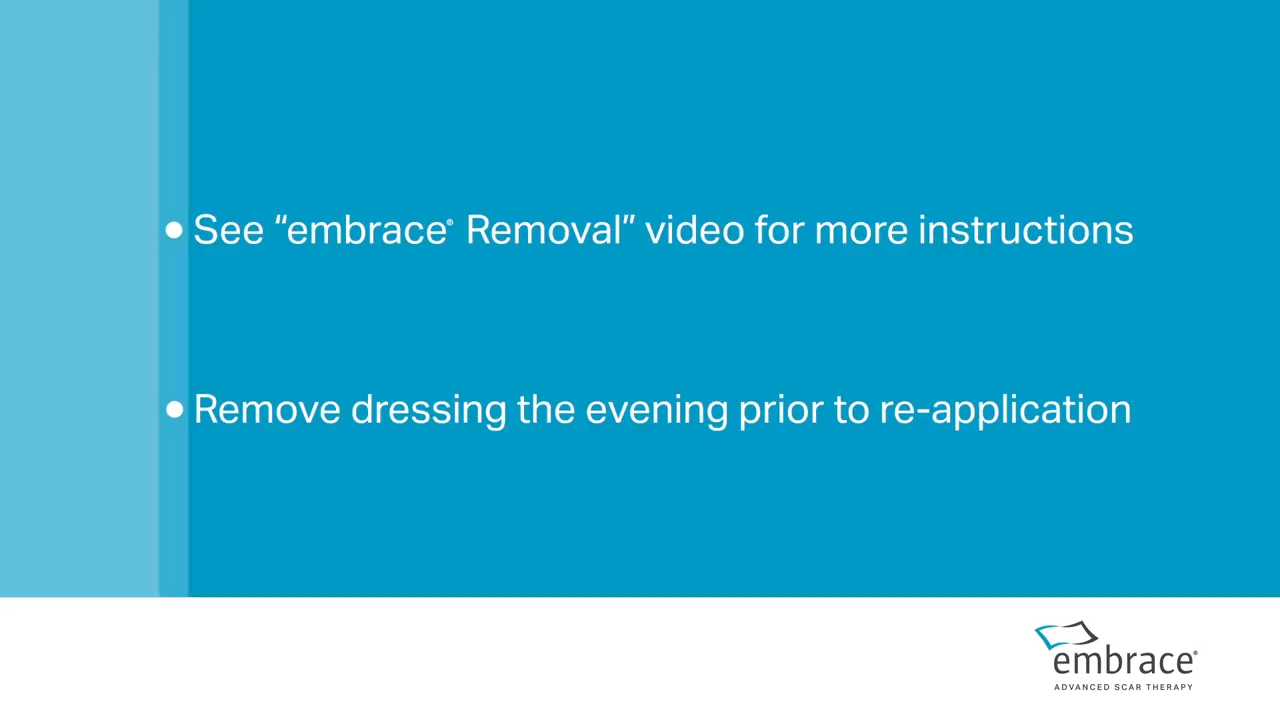 • See “embrace® Removal” video for more instructions
• Remove dressing the evening prior to re-application
embrace®
ADVANCED SCAR THERAPY